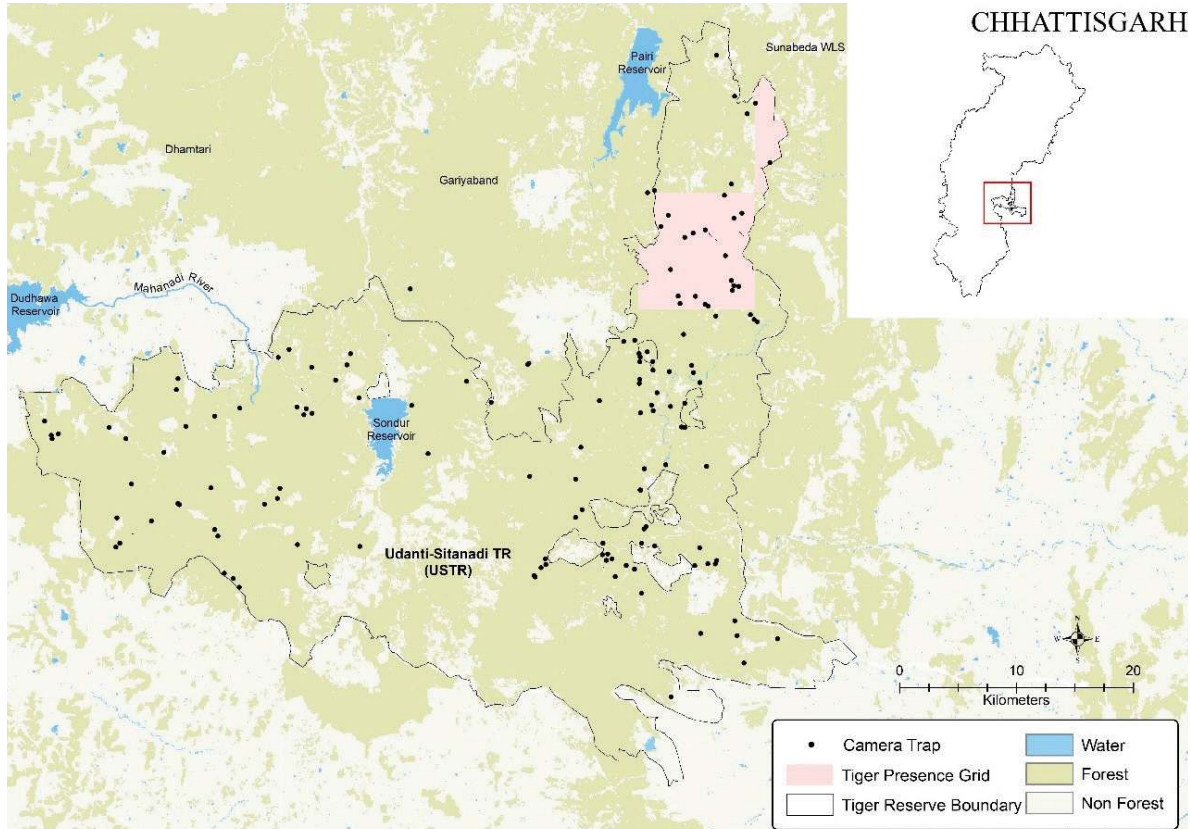 CHHATTISGARH
Sunabeda WLS
Pairi
Reservoir
Dhamtari
Gariyaband
Mahanadi River
Dudhawa
Reservoir
Sondur
Reservoir
Udanti-Sitanadi TR
(USTR)
N
W E
S
0 10 20
Kilometers
Camera Trap
Water
Tiger Presence Grid
Forest
Tiger Reserve Boundary
Non Forest